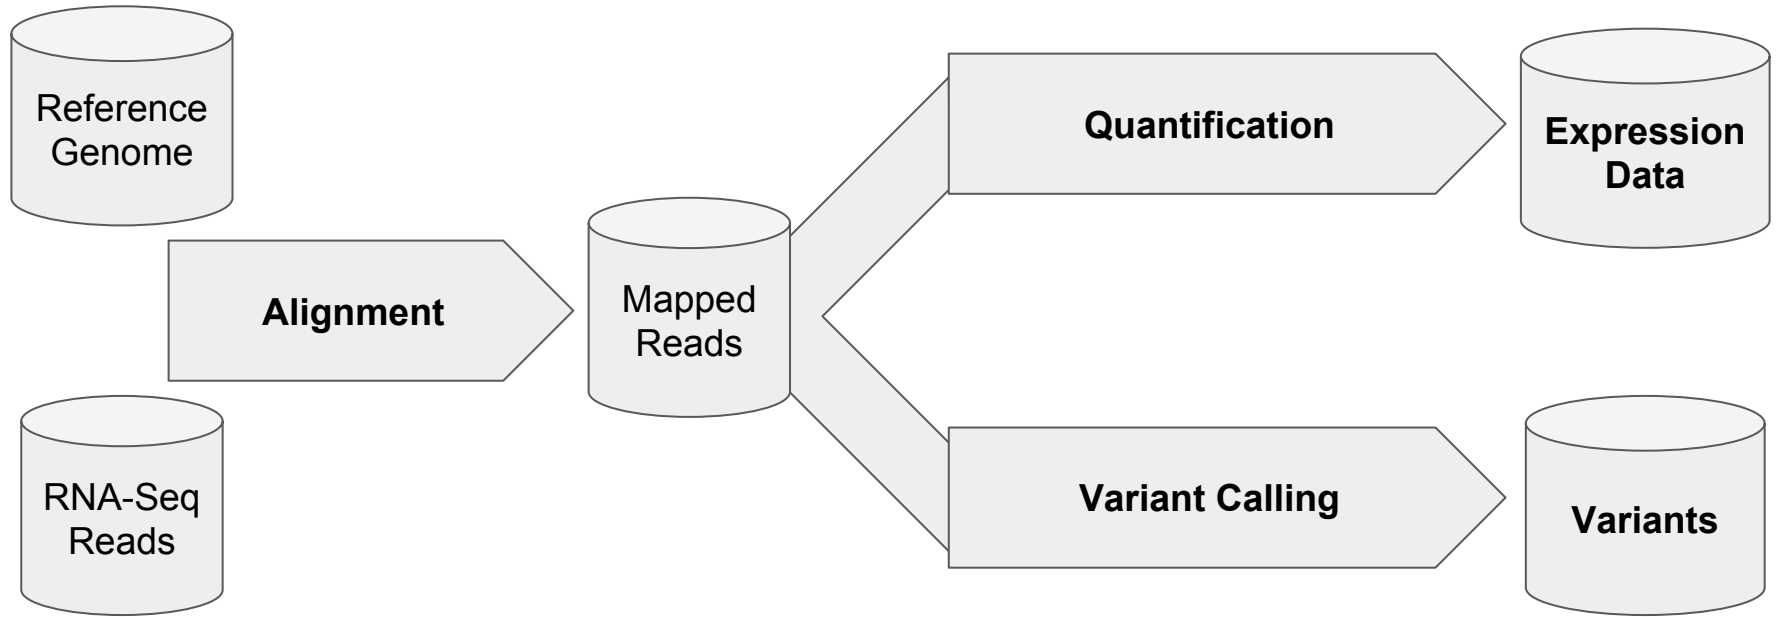 Reference
Genome
RNA-Seq
Reads
Alignment
Mapped
Reads
Quantification
Expression
Data
Variant Calling
Variants